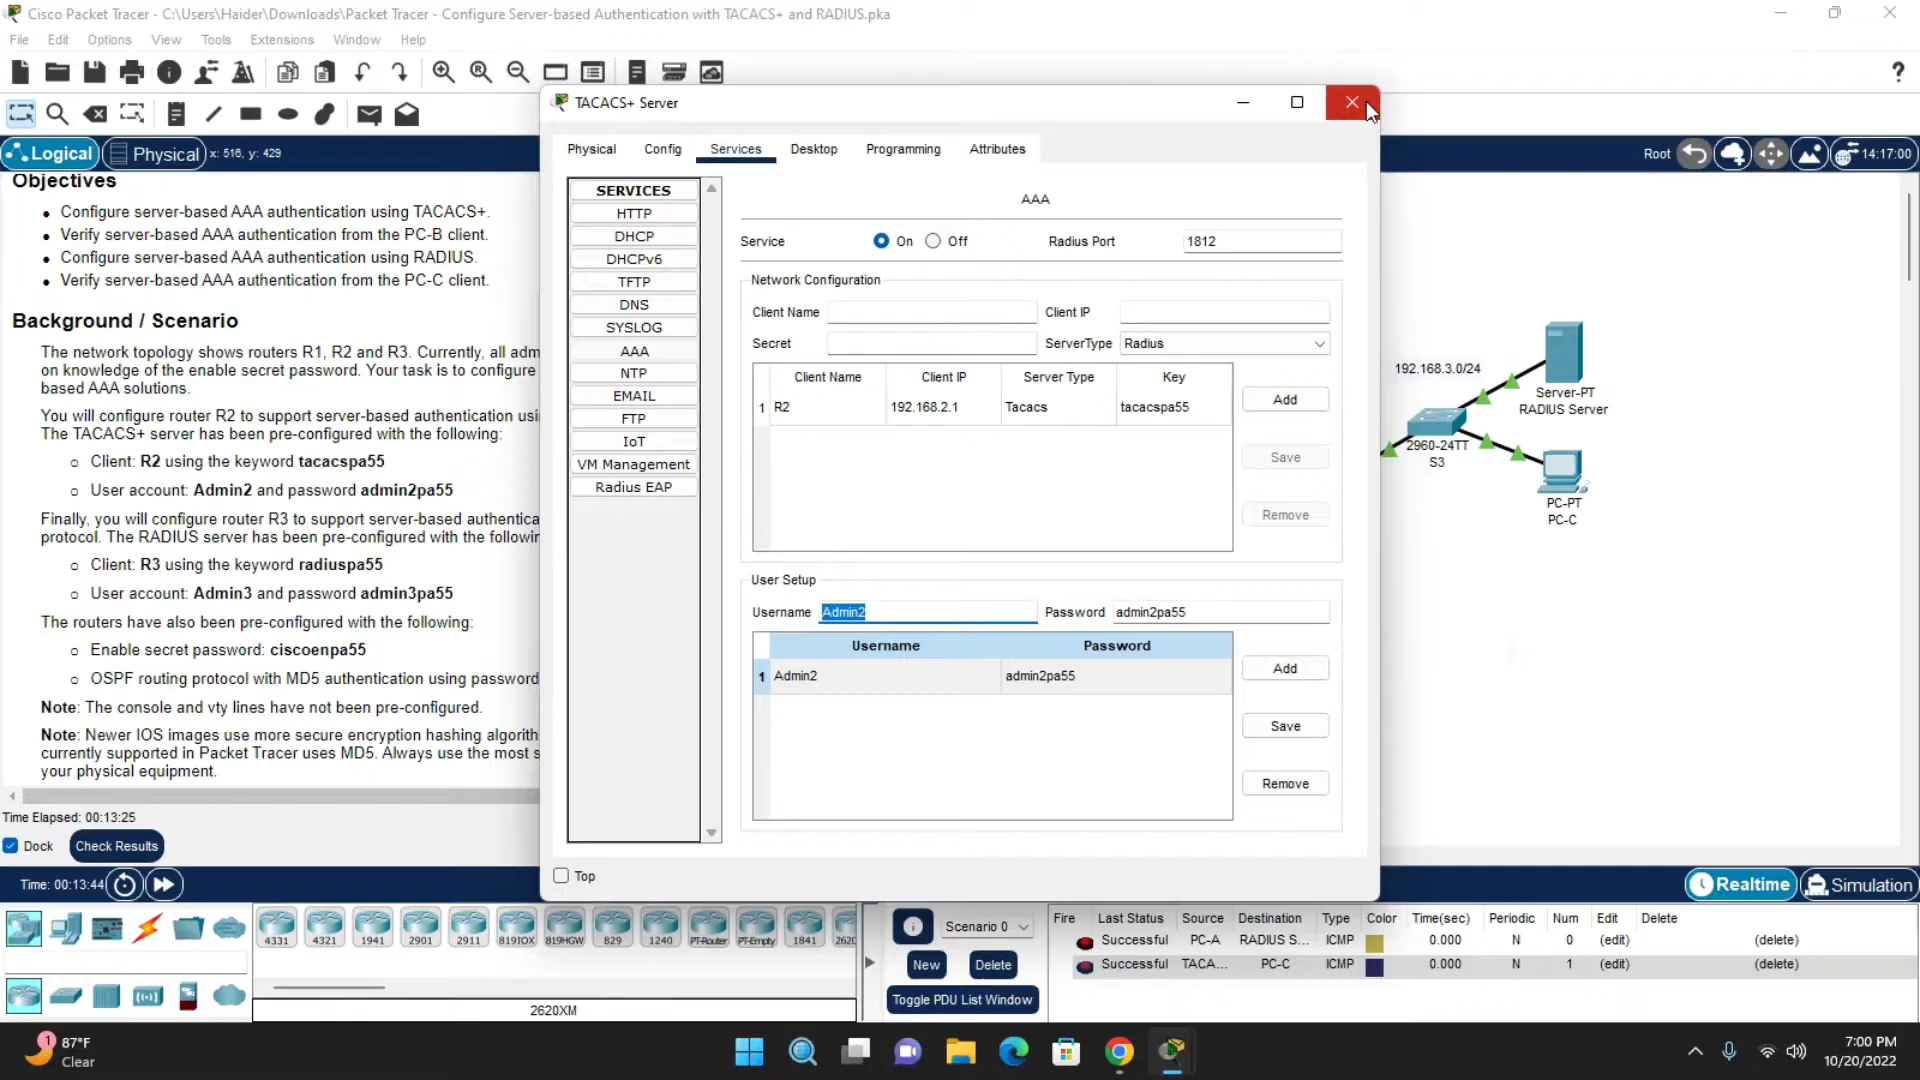 Cisco Packet Tracer - C:\Users\Haider\Downloads\Packet Tracer - Configure Server-based Authentication with TACACS+ and RADIUS.pka
File Edit Options View Tools Extensions Window Help
?
Logical Physical x: 516, y: 429
Root 14:17:00
Objectives
Configure server-based AAA authentication using TACACS+.
Verify server-based AAA authentication from the PC-B client.
Configure server-based AAA authentication using RADIUS.
Verify server-based AAA authentication from the PC-C client.
Background / Scenario
The network topology shows routers R1, R2 and R3. Currently, all adm
on knowledge of the enable secret password. Your task is to configure
based AAA solutions.
You will configure router R2 to support server-based authentication usi
The TACACS+ server has been pre-configured with the following:
Client: R2 using the keyword tacacspa55
User account: Admin2 and password admin2pa55
Finally, you will configure router R3 to support server-based authentica
protocol. The RADIUS server has been pre-configured with the followin
Client: R3 using the keyword radiuspa55
User account: Admin3 and password admin3pa55
The routers have also been pre-configured with the following:
Enable secret password: ciscoenpa55
OSPF routing protocol with MD5 authentication using password
Note: The console and vty lines have not been pre-configured.
Note: Newer IOS images use more secure encryption hashing algorith
currently supported in Packet Tracer uses MD5. Always use the most s
your physical equipment.
Time Elapsed: 00:13:25
Dock Check Results
TACACS+ Server
Physical Config Services Desktop Programming Attributes
SERVICES
HTTP
DHCP
DHCPv6
TFTP
DNS
SYSLOG
AAA
NTP
EMAIL
FTP
IoT
VM Management
Radius EAP
AAA
Service On Off Radius Port 1812
Network Configuration
Client Name Client IP
Secret ServerType Radius
Client Name Client IP Server Type Key
1 R2 192.168.2.1 Tacacs tacacspa55
Add
Save
Remove
User Setup
Username Admin2 Password admin2pa55
Username Password
1 Admin2 admin2pa55
Add
Save
Remove
Top
192.168.3.0/24
Server-PT
RADIUS Server
2960-24TT
S3
PC-PT
PC-C
Time: 00:13:44
Realtime Simulation
4331 4321 1941 2901 2911 819IOX 819HGW 829 1240 PT-Router PT-Empty 1841 2620
2620XM
Scenario 0
New Delete
Toggle PDU List Window
Fire Last Status Source Destination Type Color Time(sec) Periodic Num Edit Delete
Successful PC-A RADIUS S... ICMP 0.000 N 0 (edit) (delete)
Successful TACA... PC-C ICMP 0.000 N 1 (edit) (delete)
1
87°F
Clear
7:00 PM
10/20/2022